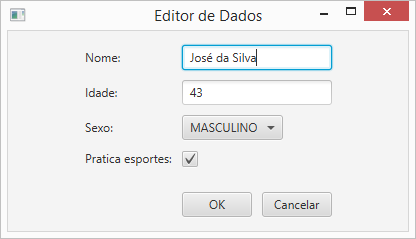 Editor de Dados
Nome: José da Silva
Idade: 43
Sexo: MASCULINO
Pratica esportes:
OK Cancelar